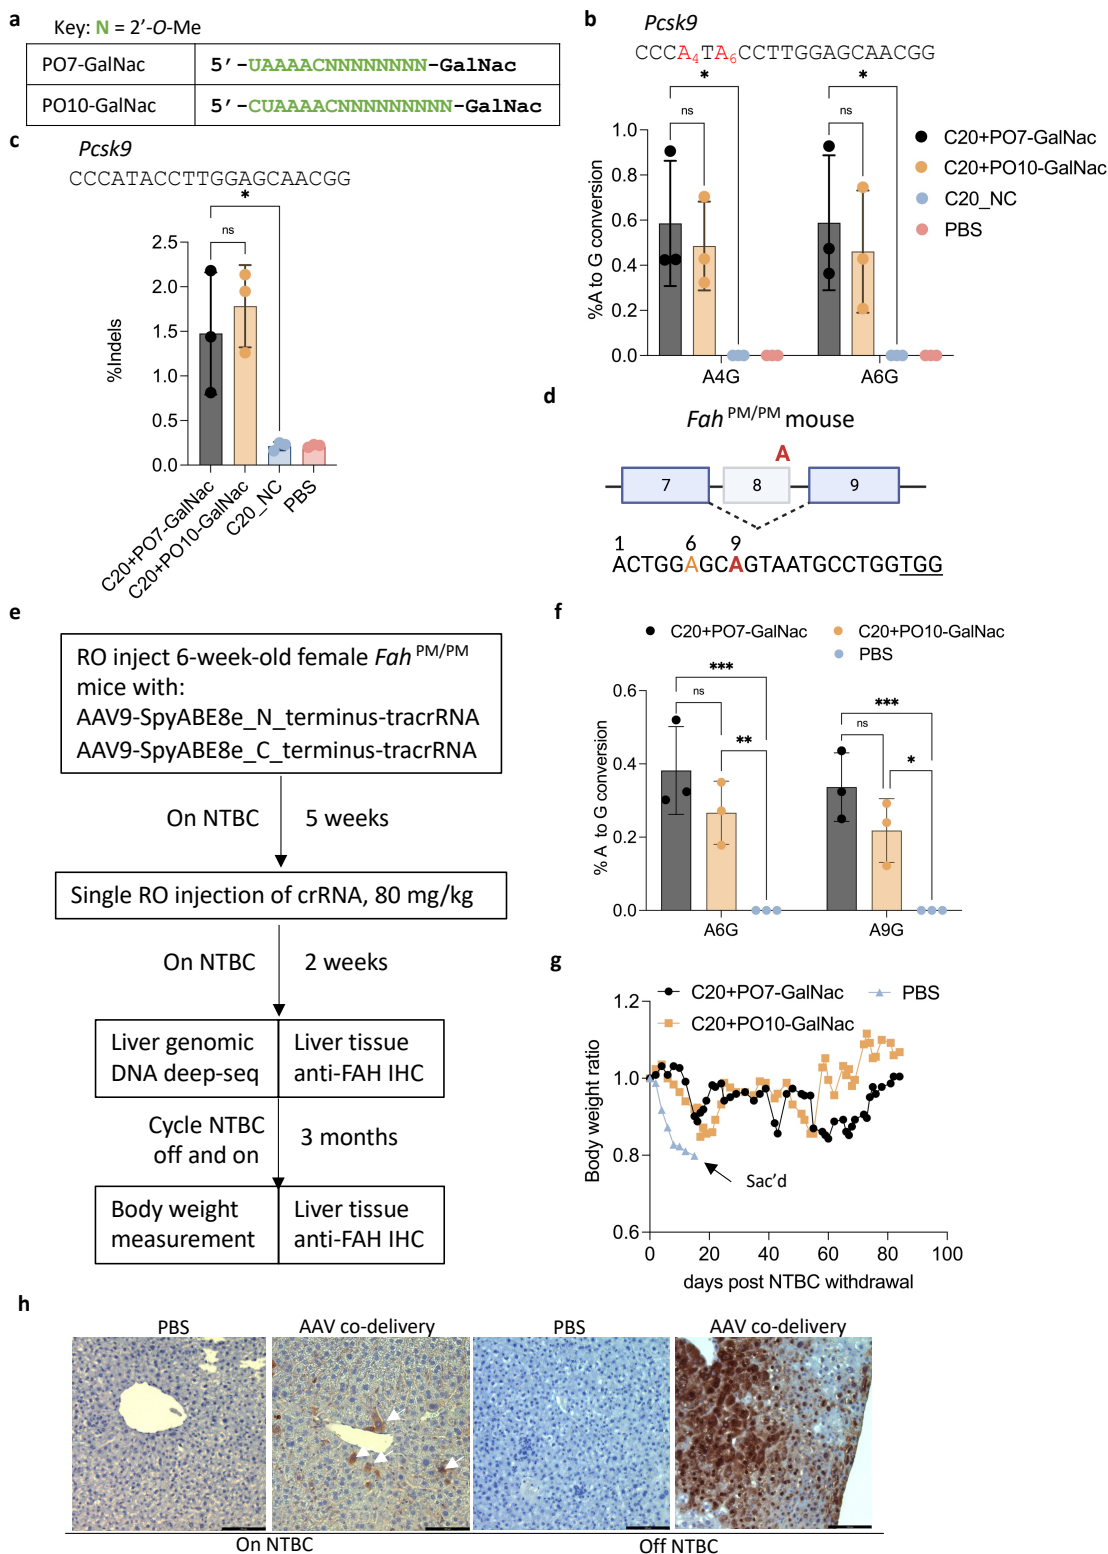 a
Key: N = 2'-O-Me
PO7-GalNac
5'-UAAAACNNNNNNNN-GalNac
PO10-GalNac
5'-CUAAAACNNNNNNNNN-GalNac
b
Pcsk9
CCCA4TA6CCTTGGAGCAACGG
* *
ns ns
%A to G conversion
1.0
0.8
0.6
0.4
0.2
0.0
A4G A6G
C20+PO7-GalNac
C20+PO10-GalNac
C20_NC
PBS
c
Pcsk9
CCCATACCTTGGAGCAACGG
*
ns
%Indels
2.5
2.0
1.5
1.0
0.5
0.0
C20+PO7-GalNac
C20+PO10-GalNac
C20_NC
PBS
d
Fah PM/PM mouse
A
7 8 9
1 6 9
ACTGGAGCAGTAATGCCTGGTGG
e
RO inject 6-week-old female Fah PM/PM
mice with:
AAV9-SpyABE8e_N_terminus-tracrRNA
AAV9-SpyABE8e_C_terminus-tracrRNA
On NTBC 5 weeks
Single RO injection of crRNA, 80 mg/kg
On NTBC 2 weeks
Liver genomic
DNA deep-seq
Liver tissue
anti-FAH IHC
Cycle NTBC
off and on
3 months
Body weight
measurement
Liver tissue
anti-FAH IHC
f
C20+PO7-GalNac C20+PO10-GalNac
PBS
*** ***
ns ns
** *
% A to G conversion
0.6
0.4
0.2
0.0
A6G A9G
g
C20+PO7-GalNac PBS
C20+PO10-GalNac
Body weight ratio
1.2
1.0
0.8
0.6
Sac'd
0 20 40 60 80 100
days post NTBC withdrawal
h
PBS AAV co-delivery PBS AAV co-delivery
On NTBC Off NTBC